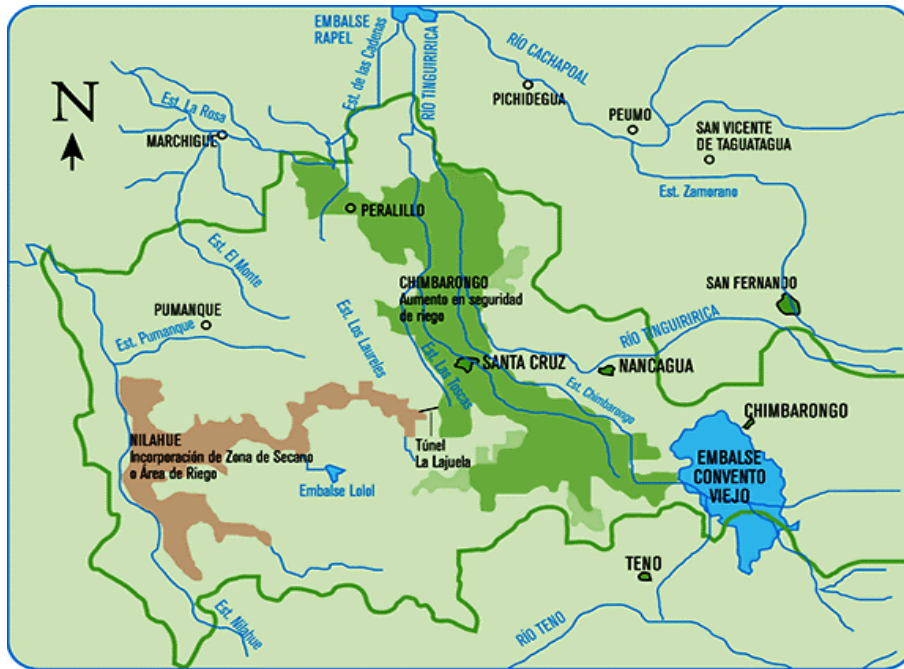 EMBALSE
RAPEL
Est. de las Cadenas
RÍO TINGUIRIRICA
RÍO CACHAPOAL
PICHIDEGUA
PEUMO
SAN VICENTE
DE TAGUATAGUA
Est. Zamorano
N
Est. La Rosa
MARCHIGUE
PERALILLO
Est. El Monte
CHIMBARONGO
Aumento en seguridad
de riego
SAN FERNANDO
PUMANQUE
Est. Pumanque
Est. Los Laureles
Est. Las Toscas
SANTA CRUZ
RÍO TINGUIRIRICA
NANCAGUA
Est. Chimbarongo
CHIMBARONGO
NILAHUE
Incorporación de Zona de Secano
o Área de Riego
Túnel
La Lajuela
Embalse Lolol
EMBALSE
CONVENTO
VIEJO
TENO
RÍO TENO
Est. Nilahue